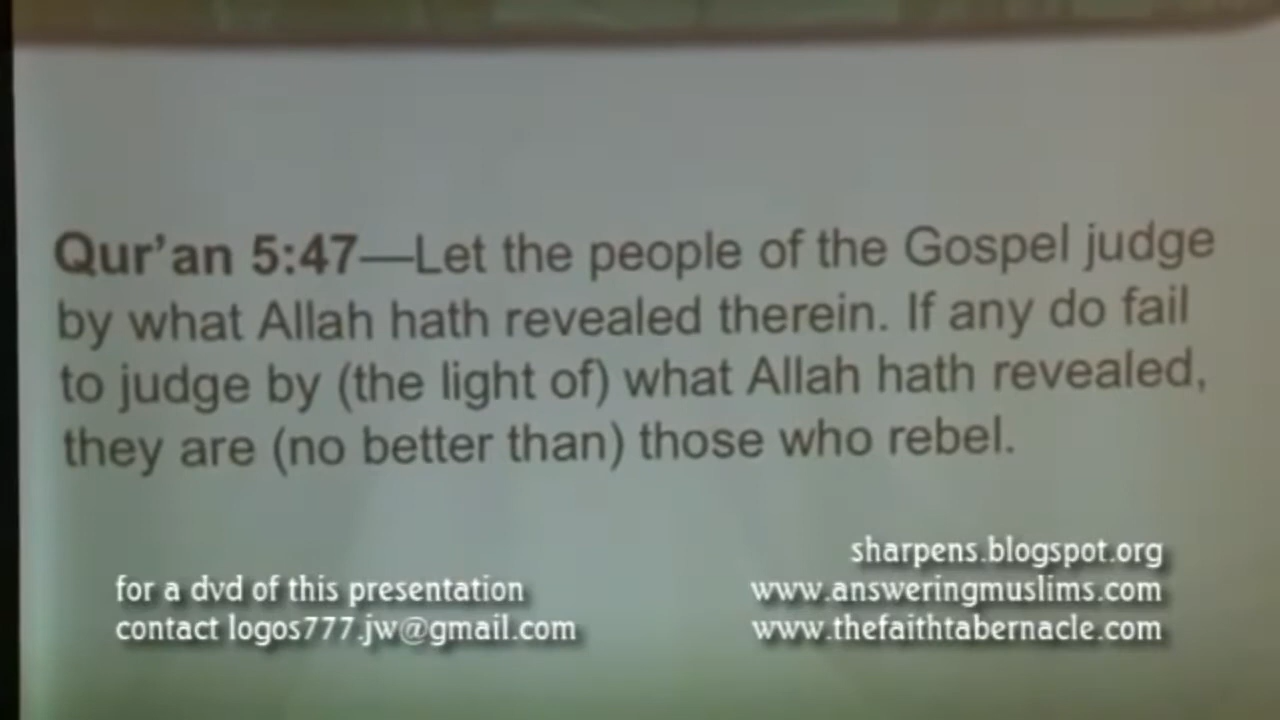 Qur’an 5:47—Let the people of the Gospel judge
by what Allah hath revealed therein. If any do fail
to judge by (the light of) what Allah hath revealed,
they are (no better than) those who rebel.
for a dvd of this presentation
contact logos777.jw@gmail.com
sharpens.blogspot.org
www.answeringmuslims.com
www.thefaithtabernacle.com